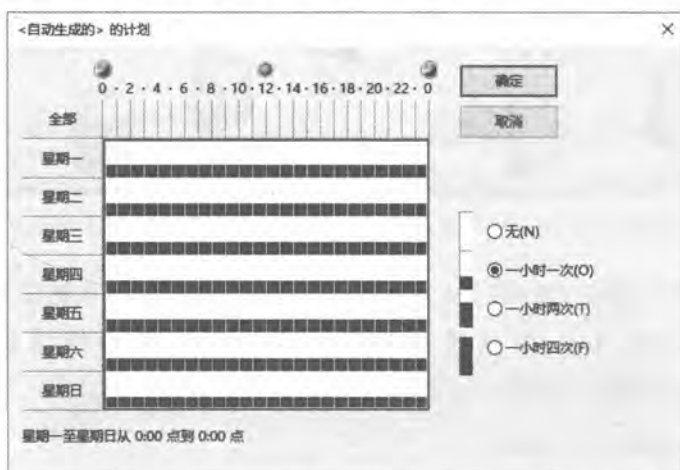 <自动生成的> 的计划
0 · 2 · 4 · 6 · 8 · 10 · 12 · 14 · 16 · 18 · 20 · 22 · 0
确定
全部
取消
星期一
星期二
星期三
无(N)
星期四
一小时一次(O)
星期五
一小时两次(T)
星期六
一小时四次(F)
星期日
星期一至星期日从 0:00 点到 0:00 点